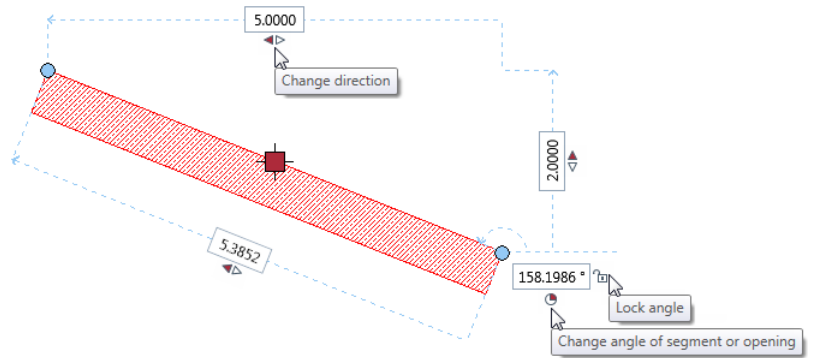 5.0000
Change direction
2.0000
5.3852
158.1986 °
Lock angle
Change angle of segment or opening